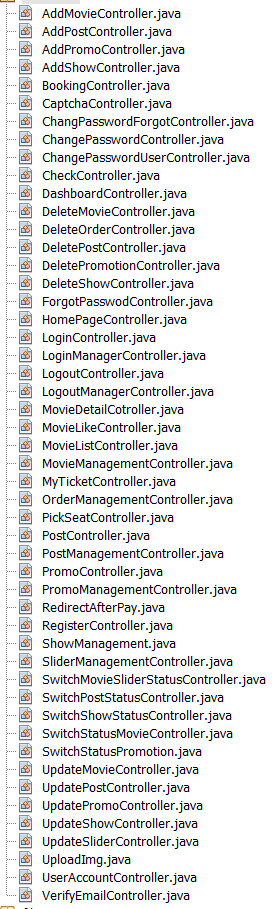 AddMovieController.java
AddPostController.java
AddPromoController.java
AddShowController.java
BookingController.java
CaptchaController.java
ChangPasswordForgotController.java
ChangePasswordController.java
ChangePasswordUserController.java
CheckController.java
DashboardController.java
DeleteMovieController.java
DeleteOrderController.java
DeletePostController.java
DeletePromotionController.java
DeleteShowController.java
ForgotPasswodController.java
HomePageController.java
LoginController.java
LoginManagerController.java
LogoutController.java
LogoutManagerController.java
MovieDetailCotroller.java
MovieLikeController.java
MovieListController.java
MovieManagementController.java
MyTicketController.java
OrderManagementController.java
PickSeatController.java
PostController.java
PostManagementController.java
PromoController.java
PromoManagementController.java
RedirectAfterPay.java
RegisterController.java
ShowManagement.java
SliderManagementController.java
SwitchMovieSliderStatusController.java
SwitchPostStatusController.java
SwitchShowStatusController.java
SwitchStatusMovieController.java
SwitchStatusPromotion.java
UpdateMovieController.java
UpdatePostController.java
UpdatePromoController.java
UpdateShowController.java
UpdateSliderController.java
UploadImg.java
UserAccountController.java
VerifyEmailController.java